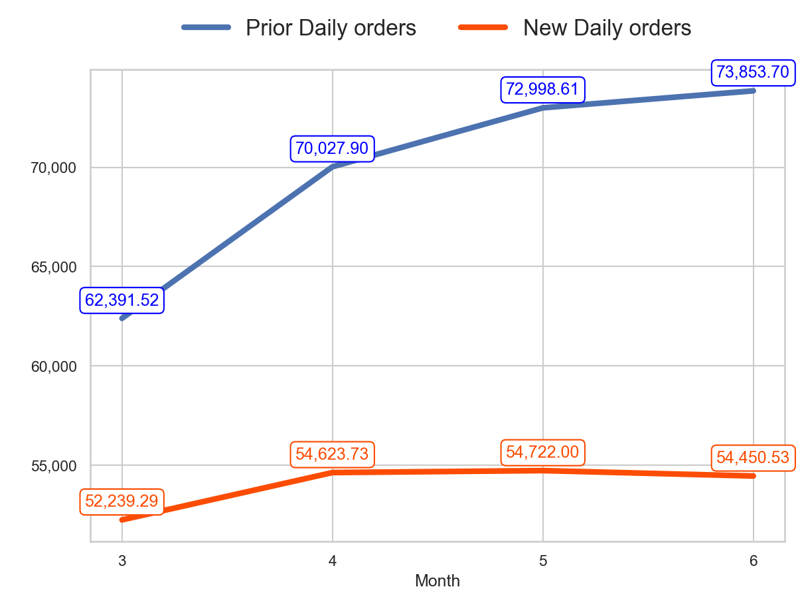 Prior Daily orders New Daily orders
73,853.70
72,998.61
70,027.90
70,000
65,000
62,391.52
60,000
54,623.73 54,722.00 54,450.53
55,000
52,239.29
3 4 5 6
Month